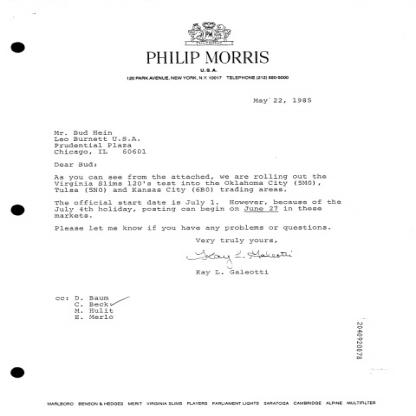 PHILIP MORRIS
U.S.A.
120 PARK AVENUE, NEW YORK, N.Y. 10017 TELEPHONE (212) 880-5000
May 22, 1985
Mr. Bud Hein
Leo Burnett U.S.A.
Prudential Plaza
Chicago, IL 60601
Dear Bud:
As you can see from the attached, we are rolling out the
Virginia Slims 120's test into the Oklahoma City (5M0),
Tulsa (5N0) and Kansas City (6B0) trading areas.
The official start date is July 1. However, because of the
July 4th holiday, posting can begin on June 27 in these
markets.
Please let me know if you have any problems or questions.
Very truly yours,
Kay L. Galeotti
Kay L. Galeotti
cc: D. Baum
C. Beck
M. Hulit
E. Merlo
2040920078
MARLBORO BENSON & HEDGES MERIT VIRGINIA SLIMS PLAYERS PARLIAMENT LIGHTS SARATOGA CAMBRIDGE ALPINE MULTIFILTER